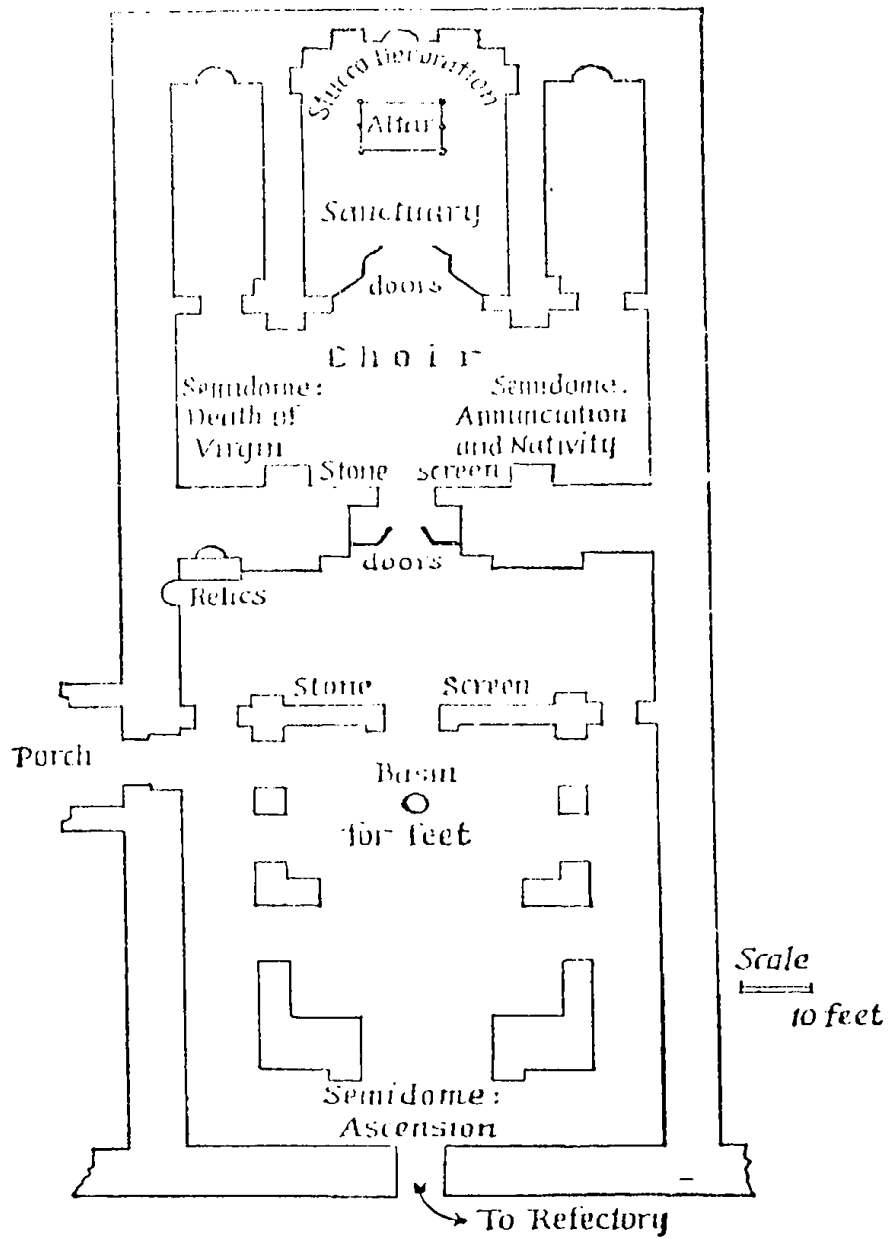 Stucco Decoration
Altar
Sanctuary
doors
Choir
Semidome:
Death of
Virgin
Semidome:
Annunciation
and Nativity
Stone screen
doors
Relics
Stone Screen
Porch
Basin
for feet
Scale
10 feet
Semidome:
Ascension
To Refectory